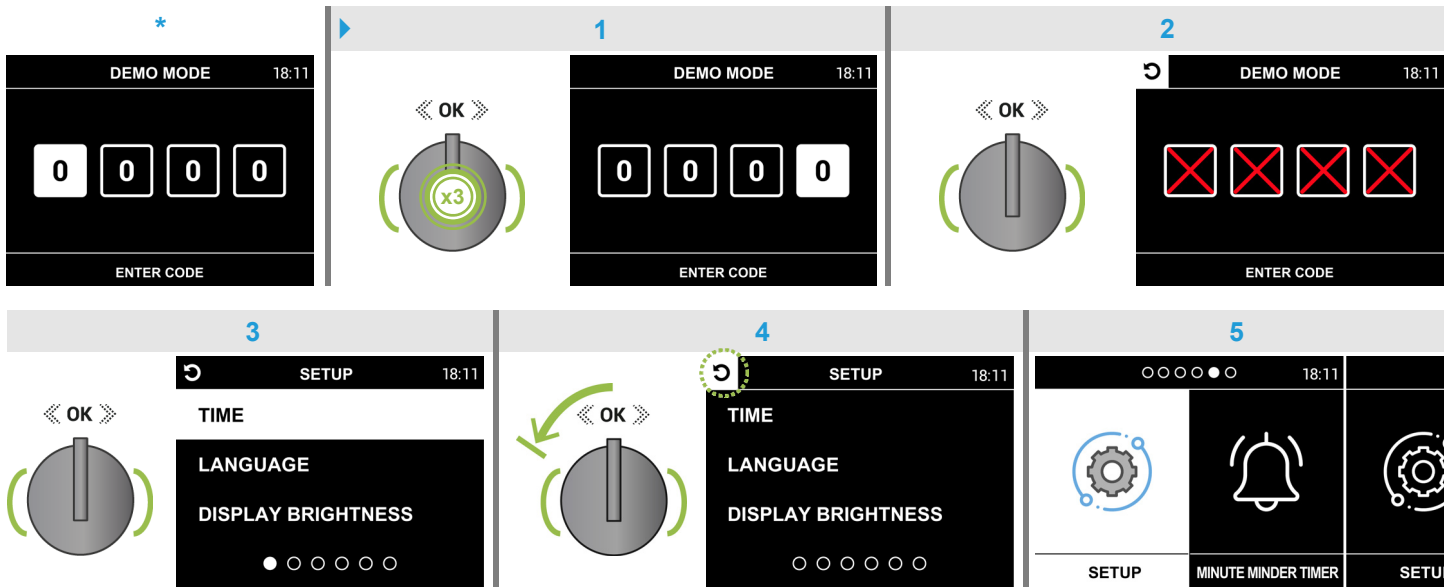 *
1
2
DEMO MODE 18:11
0 0 0 0
ENTER CODE
OK
x3
DEMO MODE 18:11
0 0 0 0
ENTER CODE
OK
DEMO MODE 18:11
ENTER CODE
3
4
5
OK
SETUP 18:11
TIME
LANGUAGE
DISPLAY BRIGHTNESS
OK
SETUP 18:11
TIME
LANGUAGE
DISPLAY BRIGHTNESS
18:11
SETUP
MINUTE MINDER TIMER
SETU